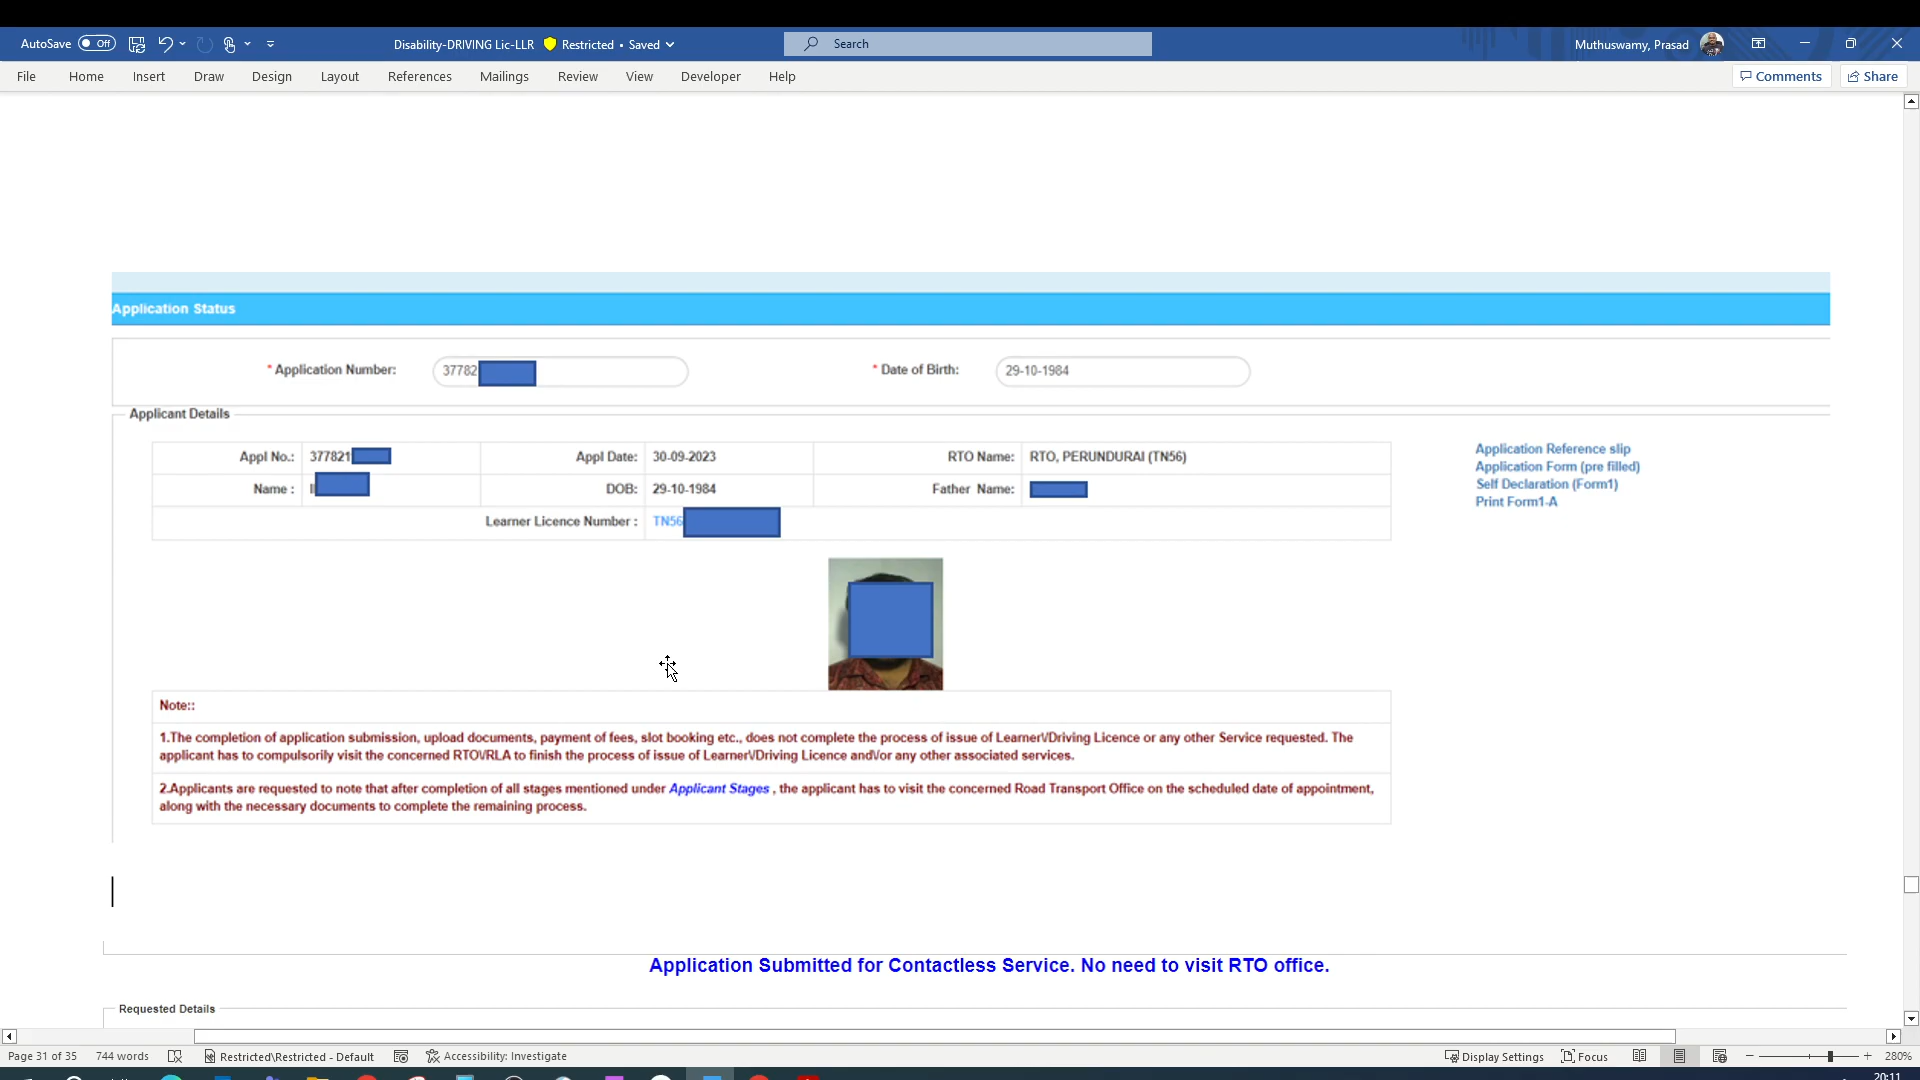 AutoSave Off Disability-DRIVING Lic-LLR Restricted • Saved Search Muthuswamy, Prasad
File Home Insert Draw Design Layout References Mailings Review View Developer Help Comments Share
Application Status
* Application Number: 37782 * Date of Birth: 29-10-1984
Applicant Details
Appl No.: 377821 Appl Date: 30-09-2023 RTO Name: RTO, PERUNDURAI (TN56)
Name : DOB: 29-10-1984 Father Name:
Learner Licence Number : TN56
Application Reference slip
Application Form (pre filled)
Self Declaration (Form1)
Print Form1-A
Note::
1.The completion of application submission, upload documents, payment of fees, slot booking etc., does not complete the process of issue of Learner\/Driving Licence or any other Service requested. The
applicant has to compulsorily visit the concerned RTO\/RLA to finish the process of issue of Learner\/Driving Licence and\/or any other associated services.
2.Applicants are requested to note that after completion of all stages mentioned under Applicant Stages , the applicant has to visit the concerned Road Transport Office on the scheduled date of appointment,
along with the necessary documents to complete the remaining process.
Application Submitted for Contactless Service. No need to visit RTO office.
Requested Details
Page 31 of 35 744 words Restricted\Restricted - Default Accessibility: Investigate Display Settings Focus 280%
20:11